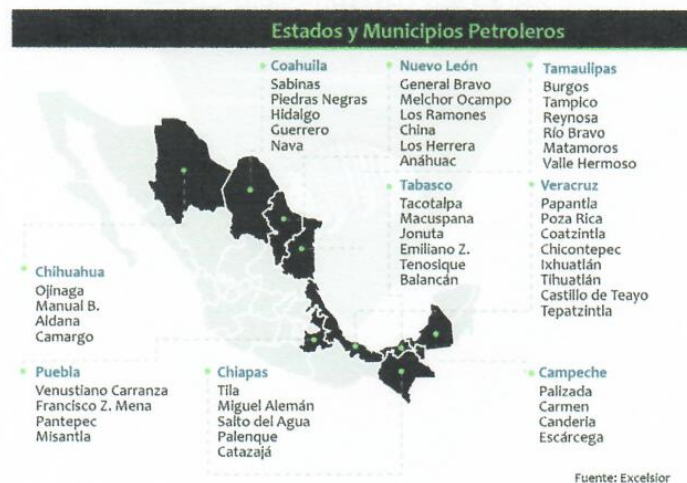 Estados y Municipios Petroleros
Coahuila
Sabinas
Piedras Negras
Hidalgo
Guerrero
Nava
Nuevo León
General Bravo
Melchor Ocampo
Los Ramones
China
Los Herrera
Anáhuac
Tamaulipas
Burgos
Tampico
Reynosa
Río Bravo
Matamoros
Valle Hermoso
Tabasco
Tacotalpa
Macuspana
Jonuta
Emiliano Z.
Tenosique
Balancán
Veracruz
Papantla
Poza Rica
Coatzintla
Chicontepec
Ixhuatlán
Tihuatlán
Castillo de Teayo
Tepatzintla
Chihuahua
Ojinaga
Manual B.
Aldana
Camargo
Puebla
Venustiano Carranza
Francisco Z. Mena
Pantepec
Misantla
Chiapas
Tila
Miguel Alemán
Salto del Agua
Palenque
Catazajá
Campeche
Palizada
Carmen
Canderia
Escárcega
Fuente: Excelsior